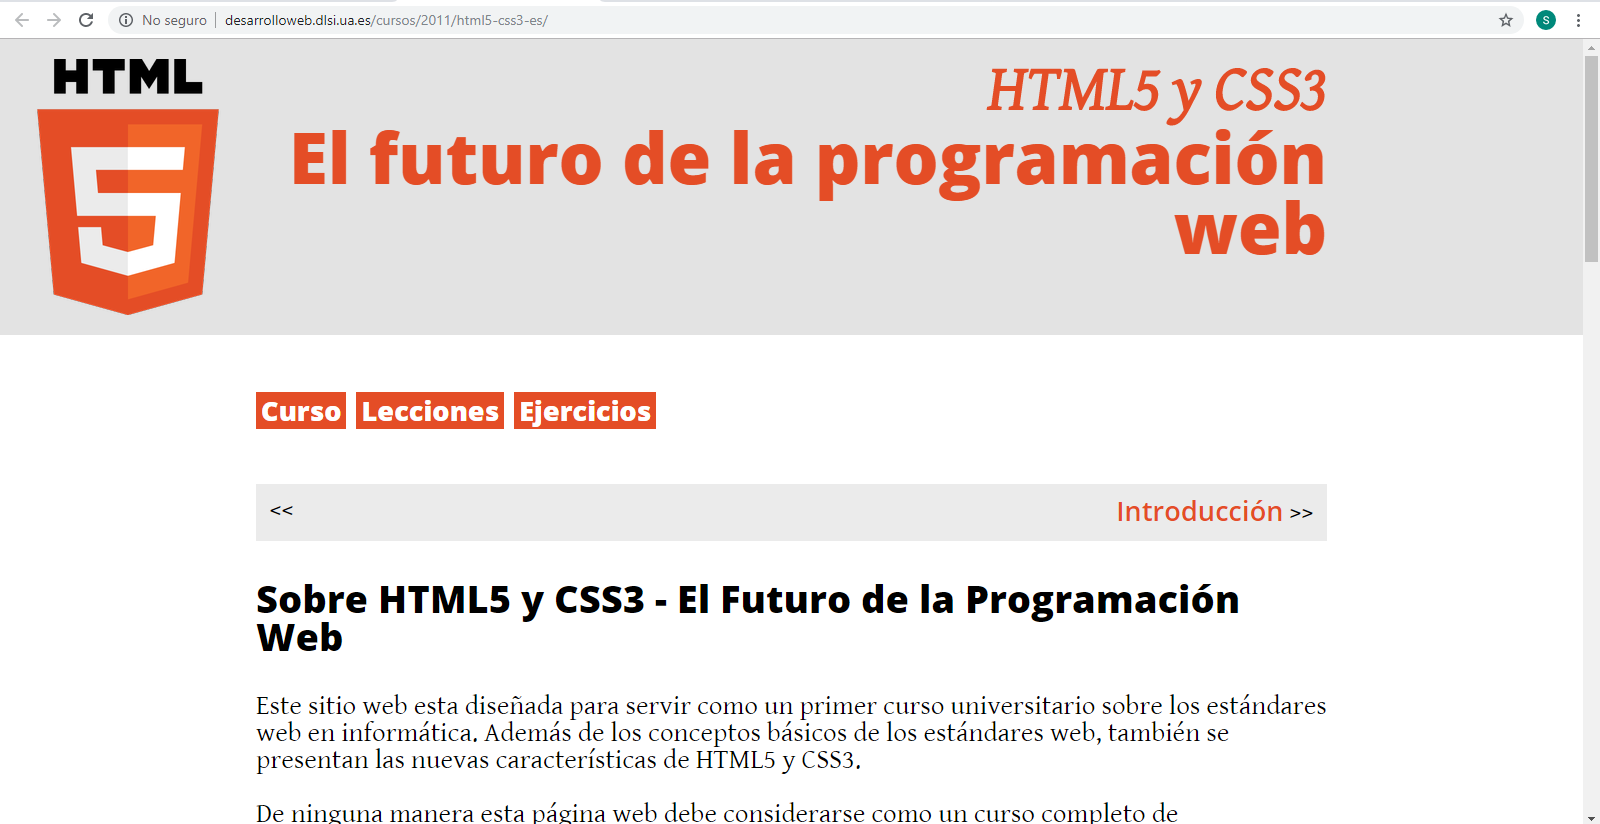 No seguro
desarrolloweb.dlsi.ua.es/cursos/2011/html5-css3-es/
S
HTML
5
HTML5 y CSS3
El futuro de la programación
web
Curso Lecciones Ejercicios
<< Introducción >>
Sobre HTML5 y CSS3 - El Futuro de la Programación
Web
Este sitio web esta diseñada para servir como un primer curso universitario sobre los estándares
web en informática. Además de los conceptos básicos de los estándares web, también se
presentan las nuevas características de HTML5 y CSS3.
De ninguna manera esta página web debe considerarse como un curso completo de